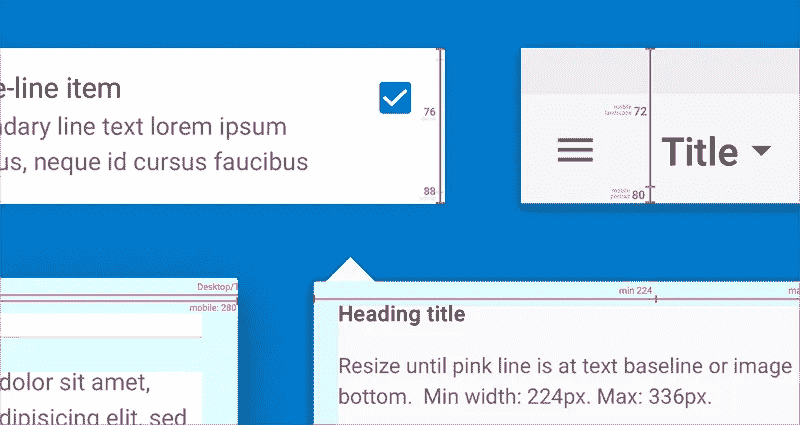 e-line item
ndary line text lorem ipsum
us, neque id cursus faucibus
76
88
mobile
landscape
72
Title
mobile
portrait
80
Desktop/T
mobile: 280
dolor sit amet,
dipisicing elit, sed
min 224
ma
Heading title
Resize until pink line is at text baseline or image
bottom. Min width: 224px. Max: 336px.